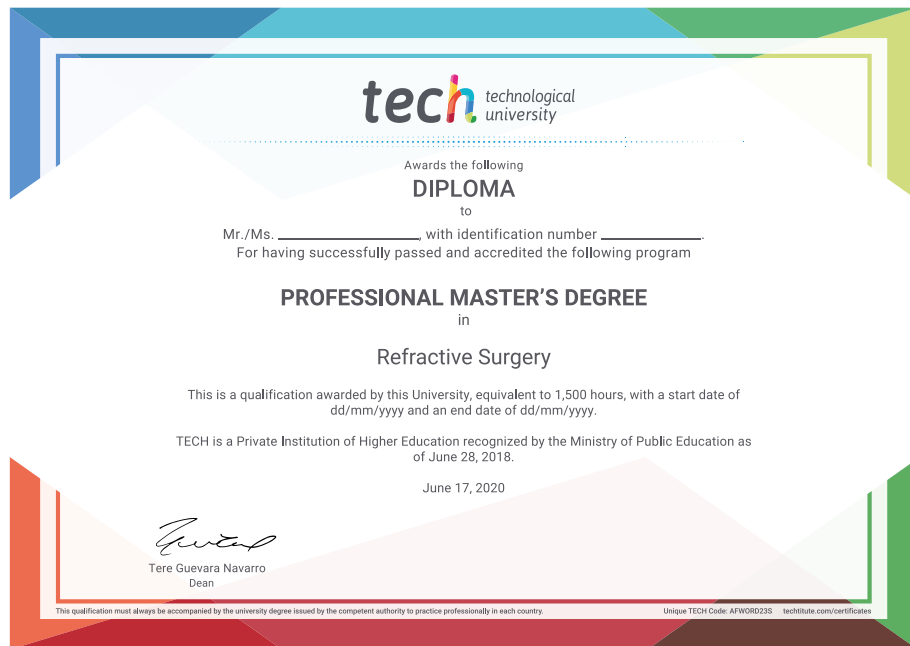 tech technological
university
Awards the following
DIPLOMA
to
Mr./Ms. ____________________, with identification number ______________.
For having successfully passed and accredited the following program
PROFESSIONAL MASTER'S DEGREE
in
Refractive Surgery
This is a qualification awarded by this University, equivalent to 1,500 hours, with a start date of
dd/mm/yyyy and an end date of dd/mm/yyyy.
TECH is a Private Institution of Higher Education recognized by the Ministry of Public Education as
of June 28, 2018.
June 17, 2020
Tere Guevara Navarro
Dean
This qualification must always be accompanied by the university degree issued by the competent authority to practice professionally in each country. Unique TECH Code: AFWORD23S techtitute.com/certificates